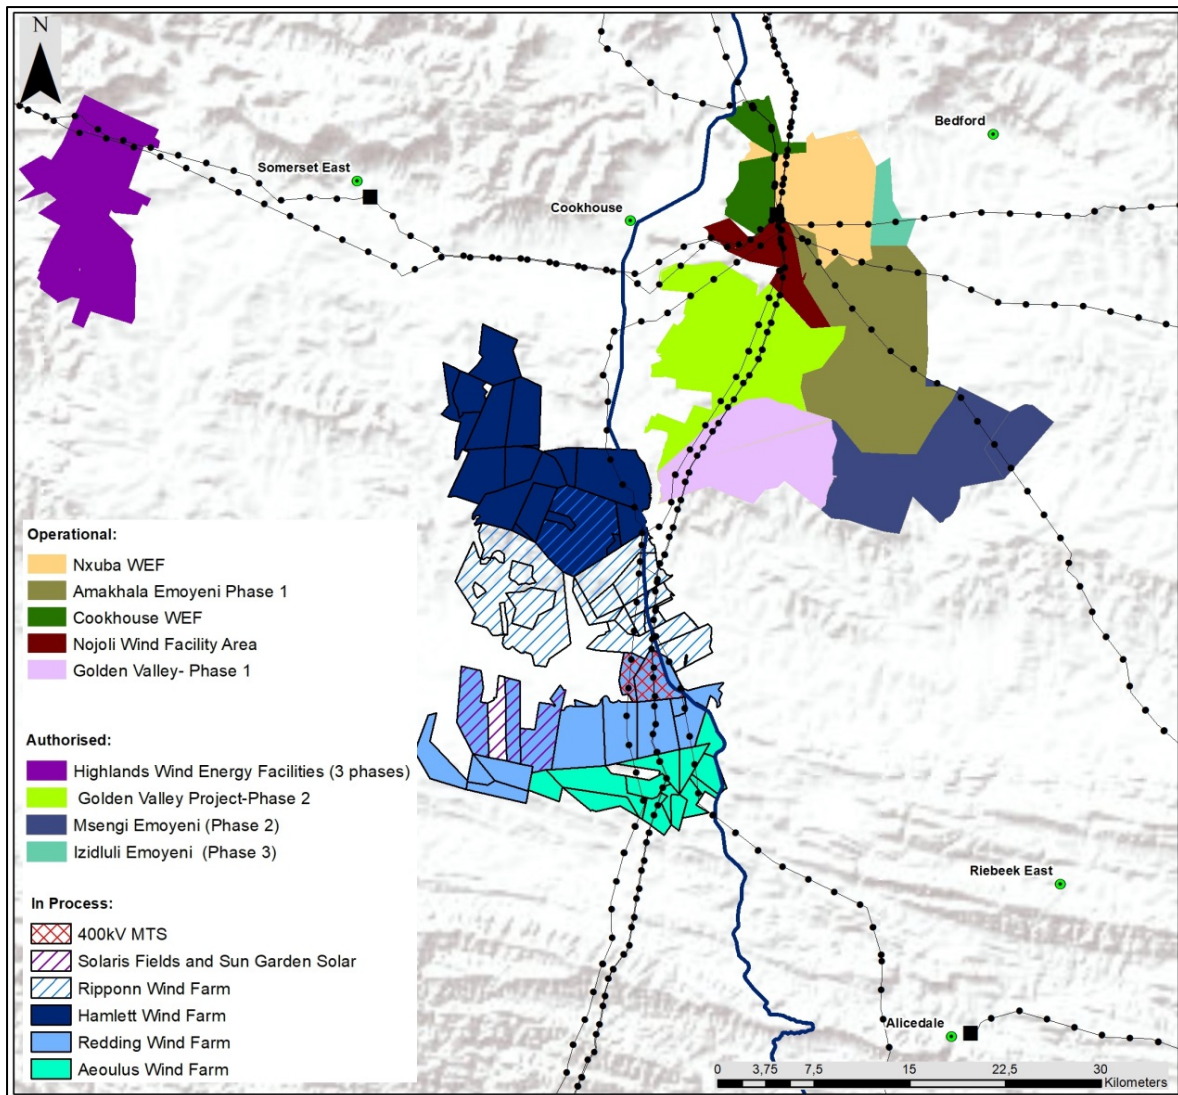 N
Bedford
Somerset East
Cookhouse
Operational:
Nxuba WEF
Amakhala Emoyeni Phase 1
Cookhouse WEF
Nojoli Wind Facility Area
Golden Valley- Phase 1
Authorised:
Highlands Wind Energy Facilities (3 phases)
Golden Valley Project-Phase 2
Msengi Emoyeni (Phase 2)
Izidluli Emoyeni (Phase 3)
Riebeek East
In Process:
400kV MTS
Solaris Fields and Sun Garden Solar
Ripponn Wind Farm
Hamlett Wind Farm
Redding Wind Farm
Aeoulus Wind Farm
Alicedale
0 3,75 7,5 15 22,5 30
Kilometers